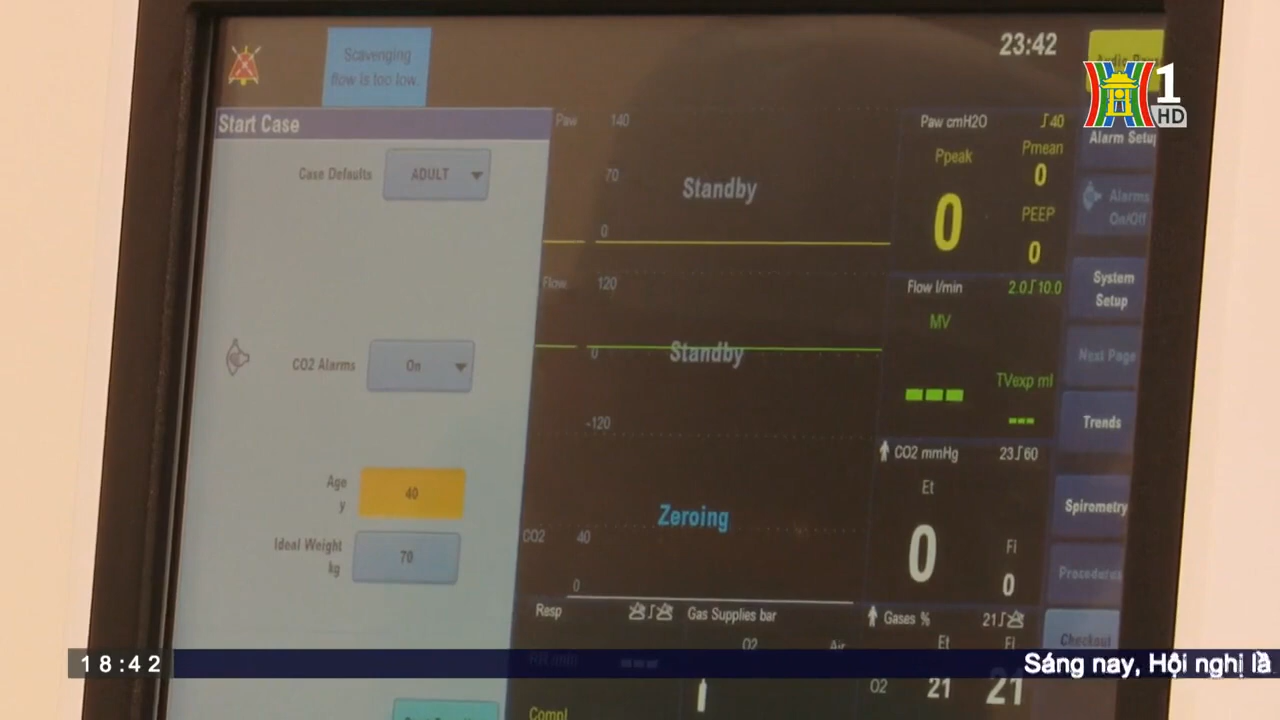 Scavenging
flow is too low.
23:42
1
HD
Start Case
Case Defaults ADULT
CO2 Alarms On
Age
y
40
Ideal Weight
kg
70
Paw 140
70
0
Standby
Paw cmH2O 40
Ppeak
0
Pmean
0
PEEP
0
Flow 120
0
-120
Standby
Flow l/min 2.0 10.0
MV
---
TVexp ml
---
Zeroing
CO2 40
0
CO2 mmHg 23 60
Et
0
Fi
0
Resp
RR /min
---
Gas Supplies bar
O2 Air
Gases % 21
Et Fi
O2 21 21
Compl
Alarm Setup
Alarms
On/Off
System
Setup
Next Page
Trends
Spirometry
Procedures
Checkout
18:42
Sáng nay, Hội nghị